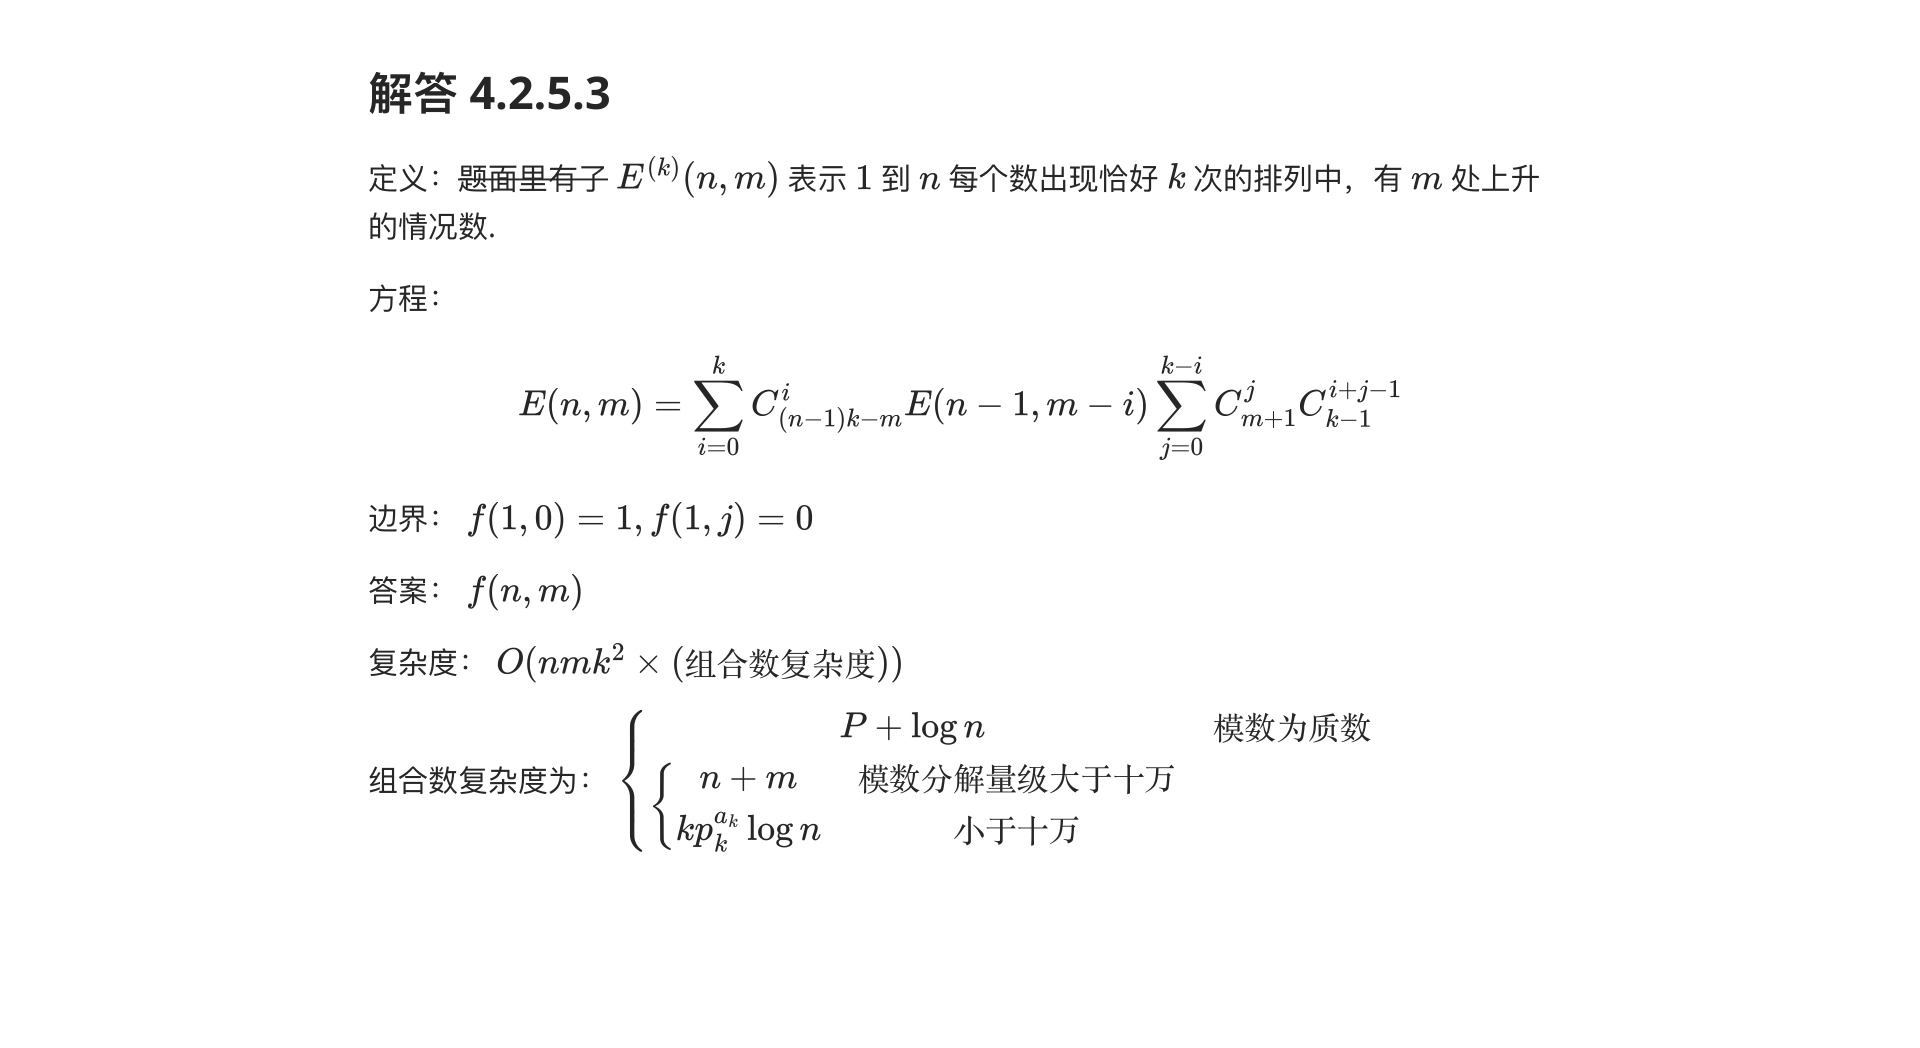 解答 4.2.5.3
定义：~~题面里有子~~ $E^{(k)}(n,m)$ 表示 $1$ 到 $n$ 每个数出现恰好 $k$ 次的排列中，有 $m$ 处上升
的情况数.
方程：
$E(n,m)=\sum_{i=0}^{k}C_{(n-1)k-m}^{i}E(n-1,m-i)\sum_{j=0}^{k-i}C_{m+1}^{j}C_{k-1}^{i+j-1}$
边界： $f(1,0)=1,f(1,j)=0$
答案： $f(n,m)$
复杂度： $O(nmk^2\times(组合数复杂度))$
组合数复杂度为： $\begin{cases}P+\log n & 模数为质数\\ \begin{cases}n+m & 模数分解量级大于十万\\ kp_k^{a_k}\log n & 小于十万\end{cases}\end{cases}$